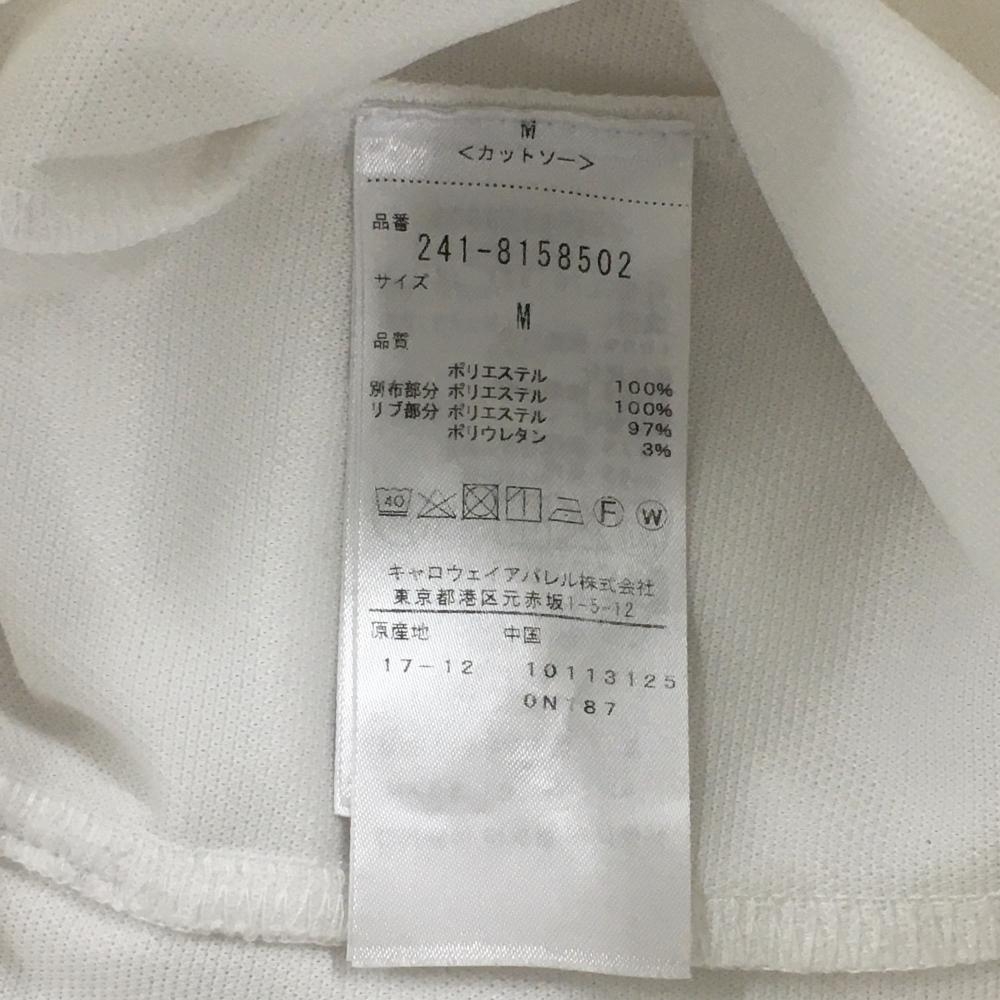 M
<カットソー>
品番
241-8158502
サイズ
M
品質
ポリエステル 100%
別布部分 ポリエステル 100%
リブ部分 ポリエステル 97%
ポリウレタン 3%
40 F W
キャロウェイアパレル株式会社
東京都港区元赤坂1-5-12
原産地 中国
17-12 10113125
0N187